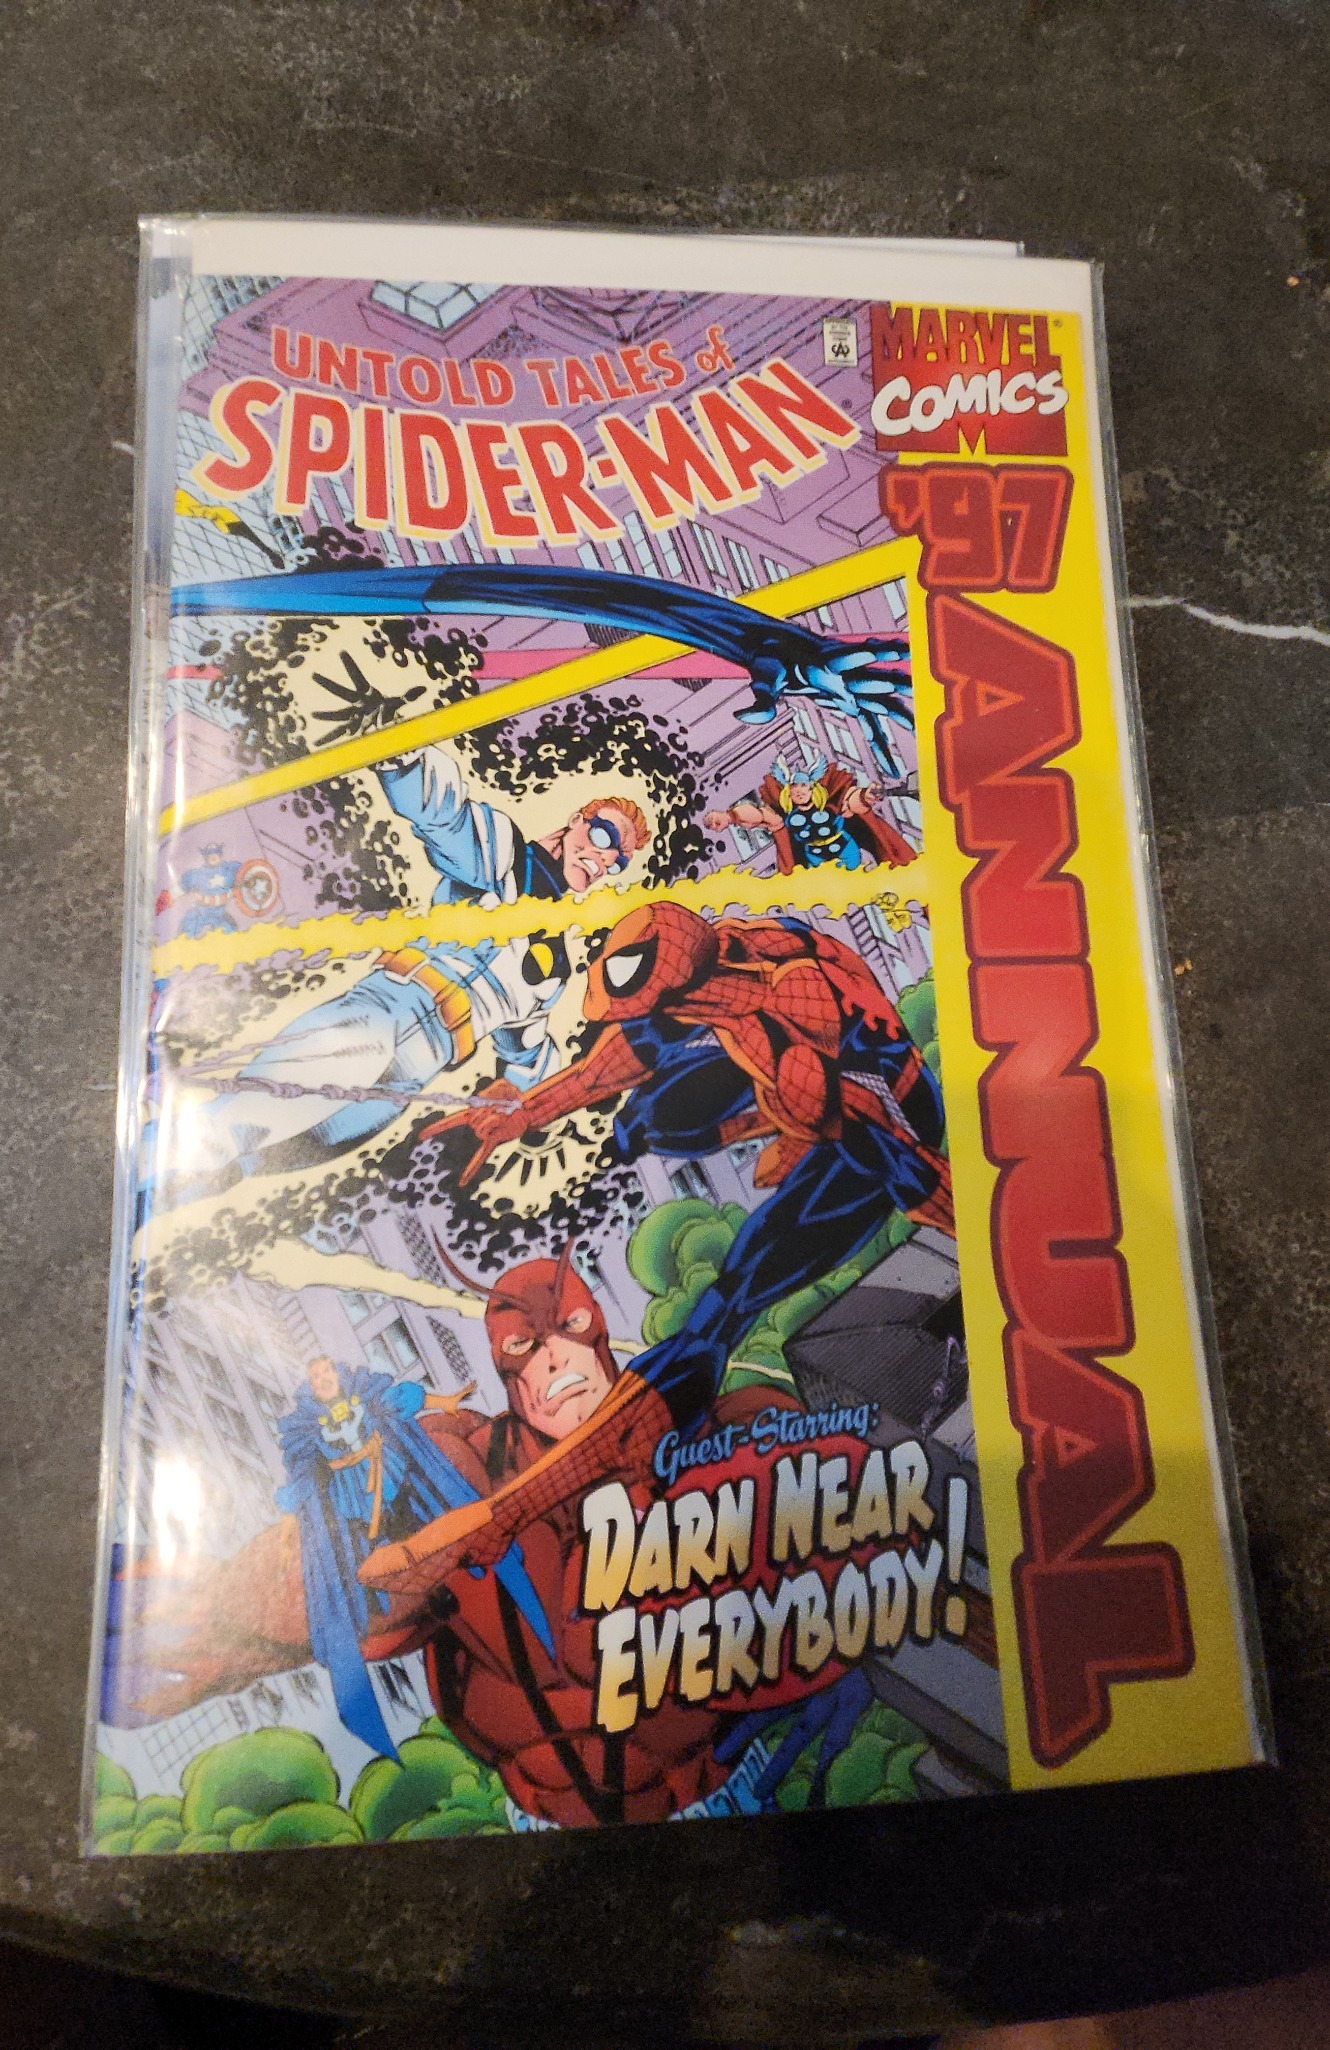 UNTOLD TALES of
SPIDER-MAN®
MARVEL®
COMICS
'97
ANNUAL
Guest-Starring:
DARN NEAR
EVERYBODY!